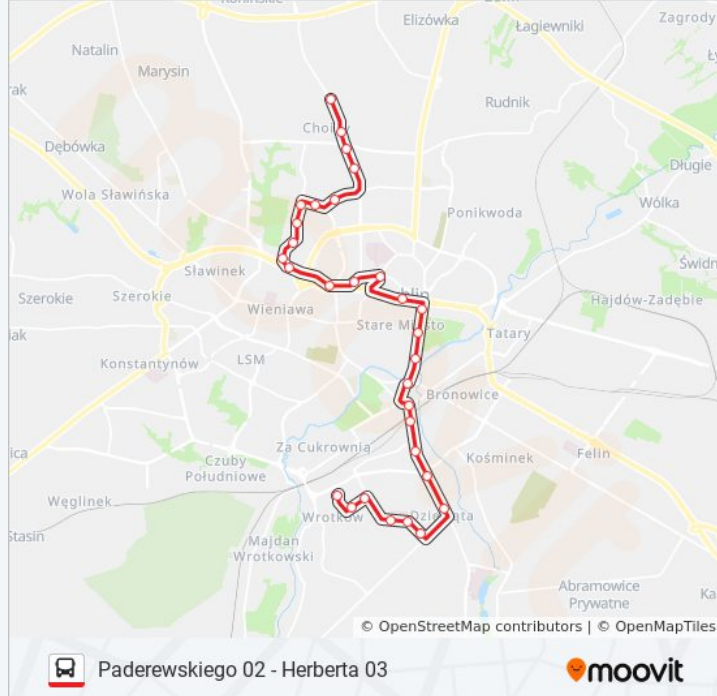 Elizówka
Łagiewniki
Zagrody
Natalin
Marysin
Rudnik
Dębówka
Długie
Wola Sławińska
Ponikwoda
Wólka
Sławinek
Szerokie
Szerokie
Wieniawa
Hajdów-Zadębie
Stare Miasto
Tatary
Konstantynów
LSM
Bronowice
Za Cukrownią
Felin
Czuby
Południowe
Kośminek
Węglinek
Wrotków
Dziesiąta
Stasin
Majdan
Wrotkowski
Abramowice
Prywatne
© OpenStreetMap contributors | © OpenMapTiles
Paderewskiego 02 - Herberta 03
moovit